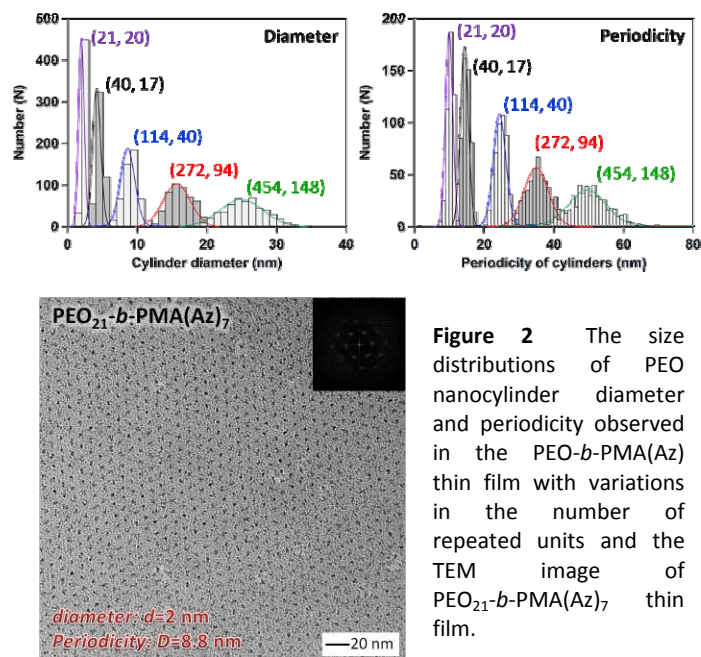 Diameter
500
400
300
200
100
0
Number (N)
(21, 20)
(40, 17)
(114, 40)
(272, 94)
(454, 148)
0 10 20 30 40
Cylinder diameter (nm)
Periodicity
200
150
100
50
0
Number (N)
(21, 20)
(40, 17)
(114, 40)
(272, 94)
(454, 148)
0 20 40 60 80
Periodicity of cylinders (nm)
PEO₂₁-b-PMA(Az)₇
diameter: d=2 nm
Periodicity: D=8.8 nm
20 nm
Figure 2 The size
distributions of PEO
nanocylinder diameter
and periodicity observed
in the PEO-b-PMA(Az)
thin film with variations
in the number of
repeated units and the
TEM image of
PEO₂₁-b-PMA(Az)₇ thin
film.